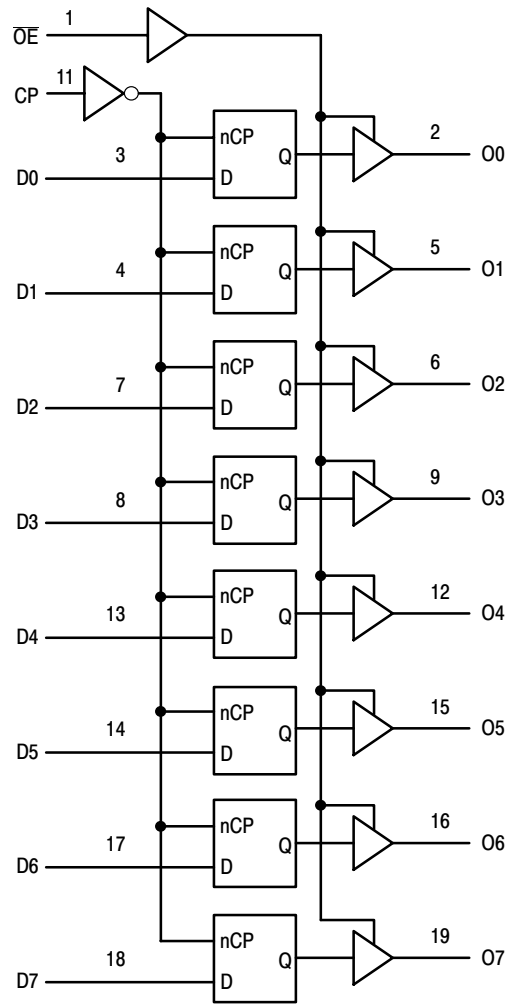 1
OE
11
CP
nCP
3
Q
2
O0
D0
D
nCP
4
Q
5
O1
D1
D
nCP
7
Q
6
O2
D2
D
nCP
8
Q
9
O3
D3
D
nCP
13
Q
12
O4
D4
D
nCP
14
Q
15
O5
D5
D
nCP
17
Q
16
O6
D6
D
nCP
18
Q
19
O7
D7
D